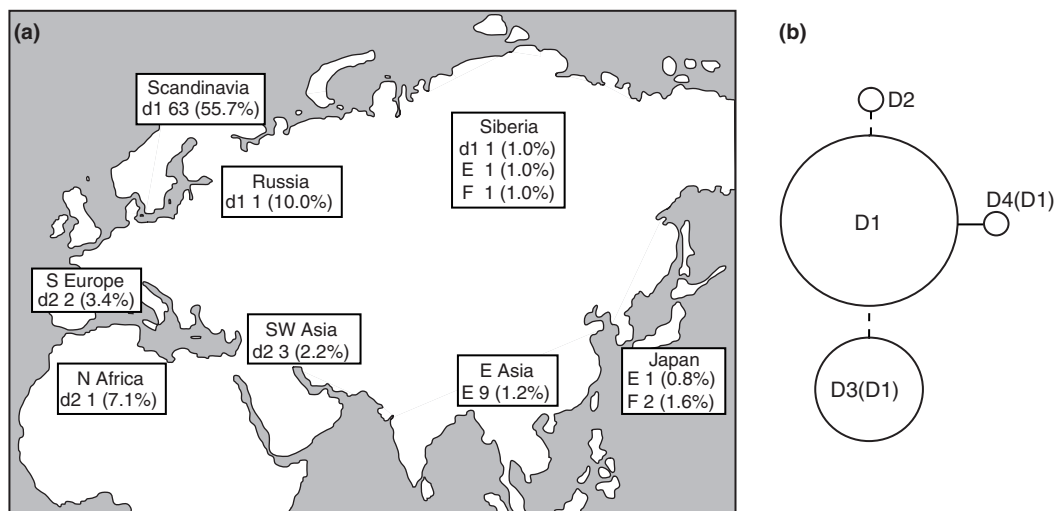 (a)
Scandinavia
d1 63 (55.7%)
Russia
d1 1 (10.0%)
Siberia
d1 1 (1.0%)
E 1 (1.0%)
F 1 (1.0%)
S Europe
d2 2 (3.4%)
SW Asia
d2 3 (2.2%)
N Africa
d2 1 (7.1%)
E Asia
E 9 (1.2%)
Japan
E 1 (0.8%)
F 2 (1.6%)
(b)
D2
D4(D1)
D1
D3(D1)